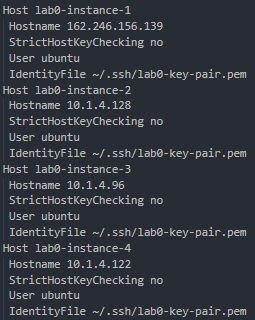 Host lab0-instance-1
 Hostname 162.246.156.139
 StrictHostKeyChecking no
 User ubuntu
 IdentityFile ~/.ssh/lab0-key-pair.pem
Host lab0-instance-2
 Hostname 10.1.4.128
 StrictHostKeyChecking no
 User ubuntu
 IdentityFile ~/.ssh/lab0-key-pair.pem
Host lab0-instance-3
 Hostname 10.1.4.96
 StrictHostKeyChecking no
 User ubuntu
 IdentityFile ~/.ssh/lab0-key-pair.pem
Host lab0-instance-4
 Hostname 10.1.4.122
 StrictHostKeyChecking no
 User ubuntu
 IdentityFile ~/.ssh/lab0-key-pair.pem